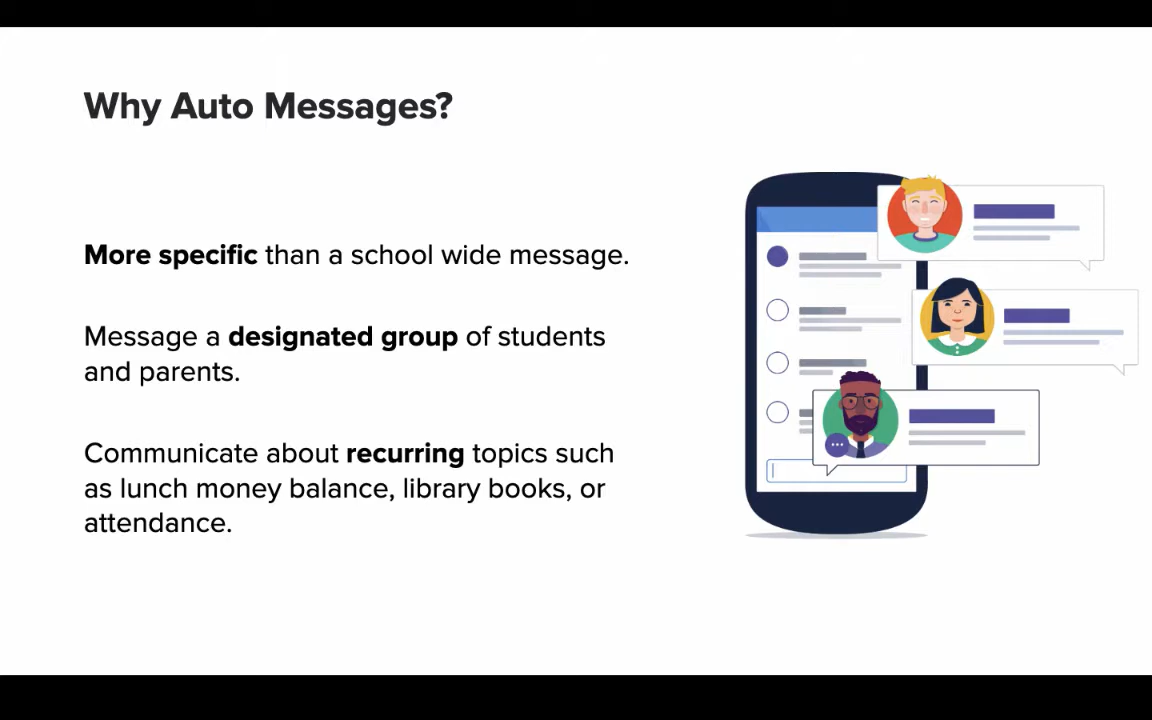 Why Auto Messages?
More specific than a school wide message.
Message a designated group of students
and parents.
Communicate about recurring topics such
as lunch money balance, library books, or
attendance.